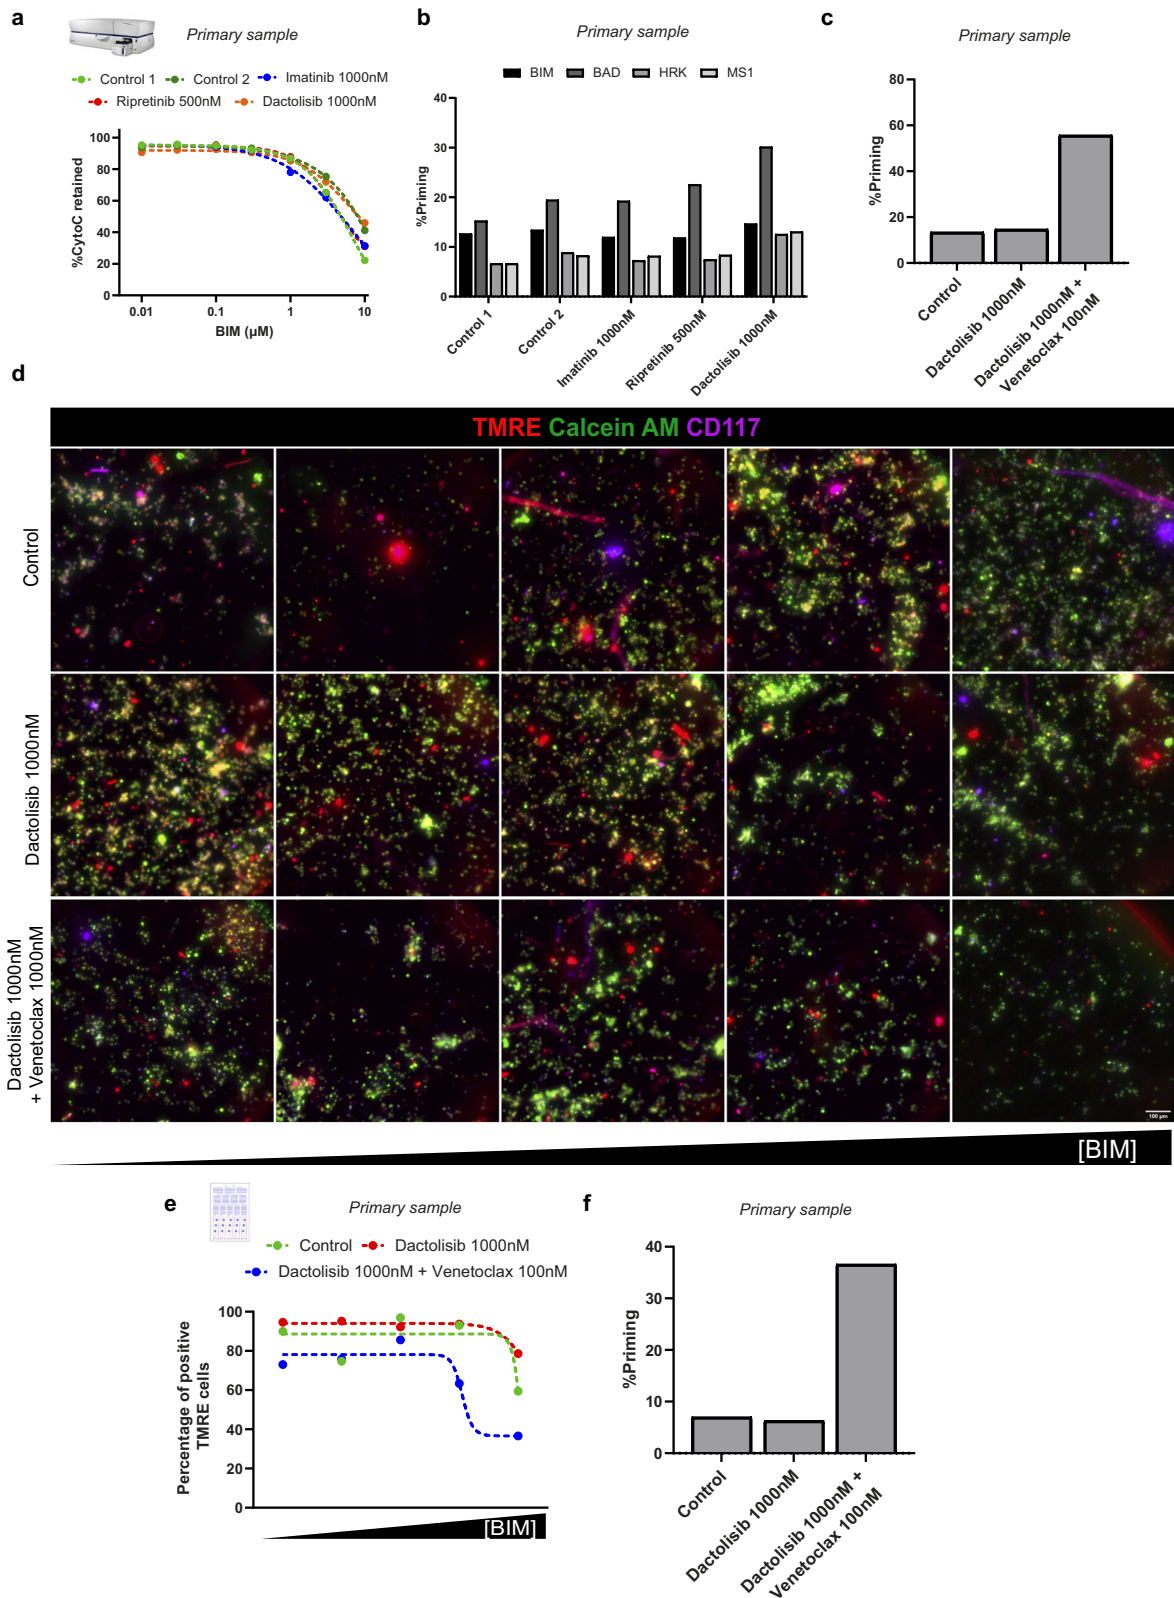 a
Primary sample
Control 1 Control 2 Imatinib 1000nM
Ripretinib 500nM Dactolisib 1000nM
%CytoC retained
100
80
60
40
20
0
0.01 0.1 1 10
BIM (µM)
b
Primary sample
BIM BAD HRK MS1
%Priming
40
30
20
10
0
Control 1
Control 2
Imatinib 1000nM
Ripretinib 500nM
Dactolisib 1000nM
c
Primary sample
%Priming
80
60
40
20
0
Control
Dactolisib 1000nM
Dactolisib 1000nM +
Venetoclax 100nM
d
TMRE Calcein AM CD117
Control
Dactolisib 1000nM
Dactolisib 1000nM
+ Venetoclax 1000nM
100 µm
[BIM]
e
Primary sample
Control Dactolisib 1000nM
Dactolisib 1000nM + Venetoclax 100nM
Percentage of positive
TMRE cells
100
80
60
40
20
0
[BIM]
f
Primary sample
%Priming
40
30
20
10
0
Control
Dactolisib 1000nM
Dactolisib 1000nM +
Venetoclax 100nM